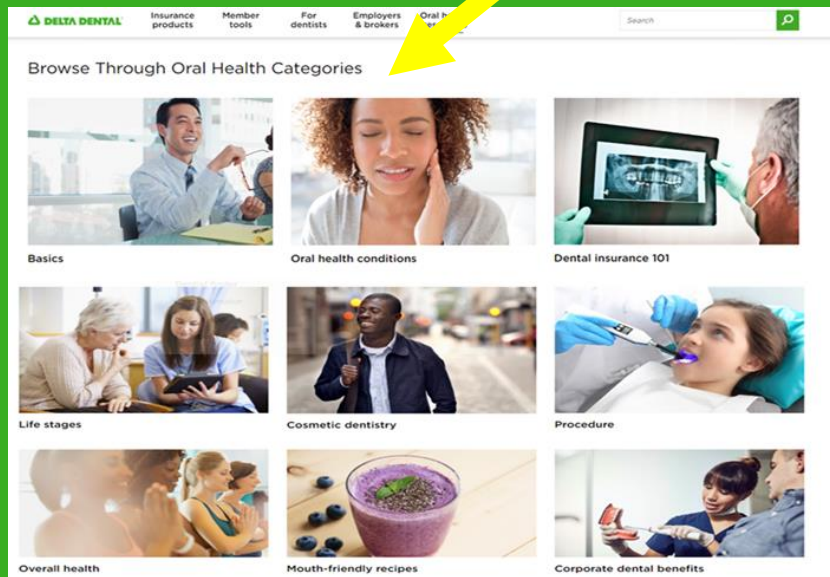 DELTA DENTAL
Insurance products
Member tools
For dentists
Employers & brokers
Oral
Search
Browse Through Oral Health Categories
Basics
Oral health conditions
Dental insurance 101
Life stages
Cosmetic dentistry
Procedure
Overall health
Mouth-friendly recipes
Corporate dental benefits